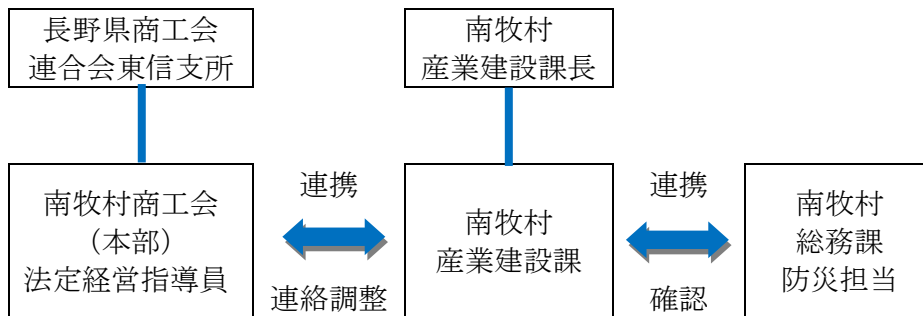 長野県商工会
連合会東信支所
南牧村
産業建設課長
南牧村商工会
（本部）
法定経営指導員
連携
連絡調整
南牧村
産業建設課
連携
確認
南牧村
総務課
防災担当